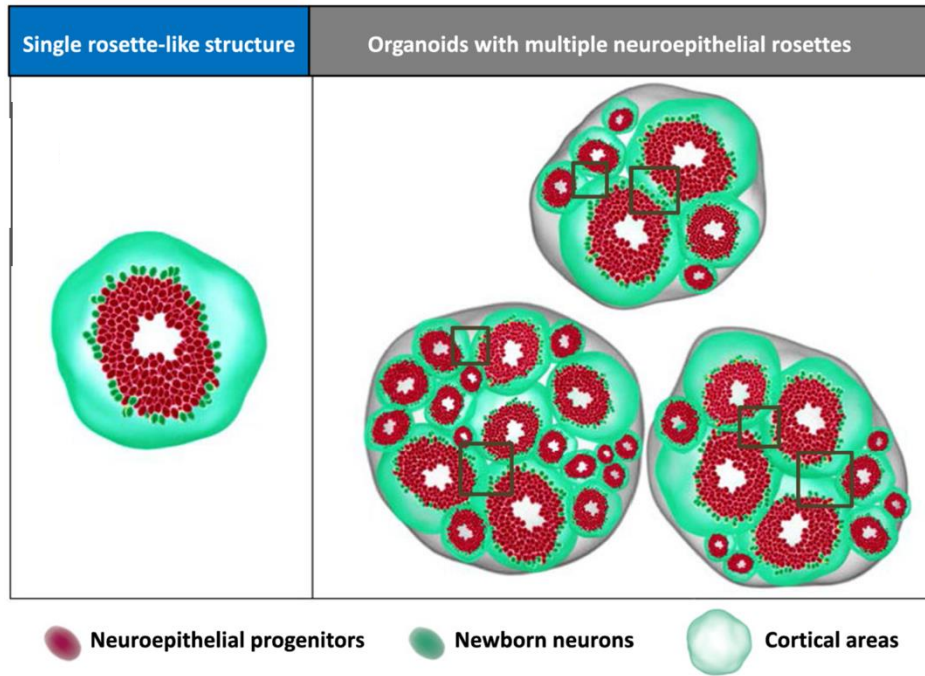 Single rosette-like structure
Organoids with multiple neuroepithelial rosettes
Neuroepithelial progenitors
Newborn neurons
Cortical areas